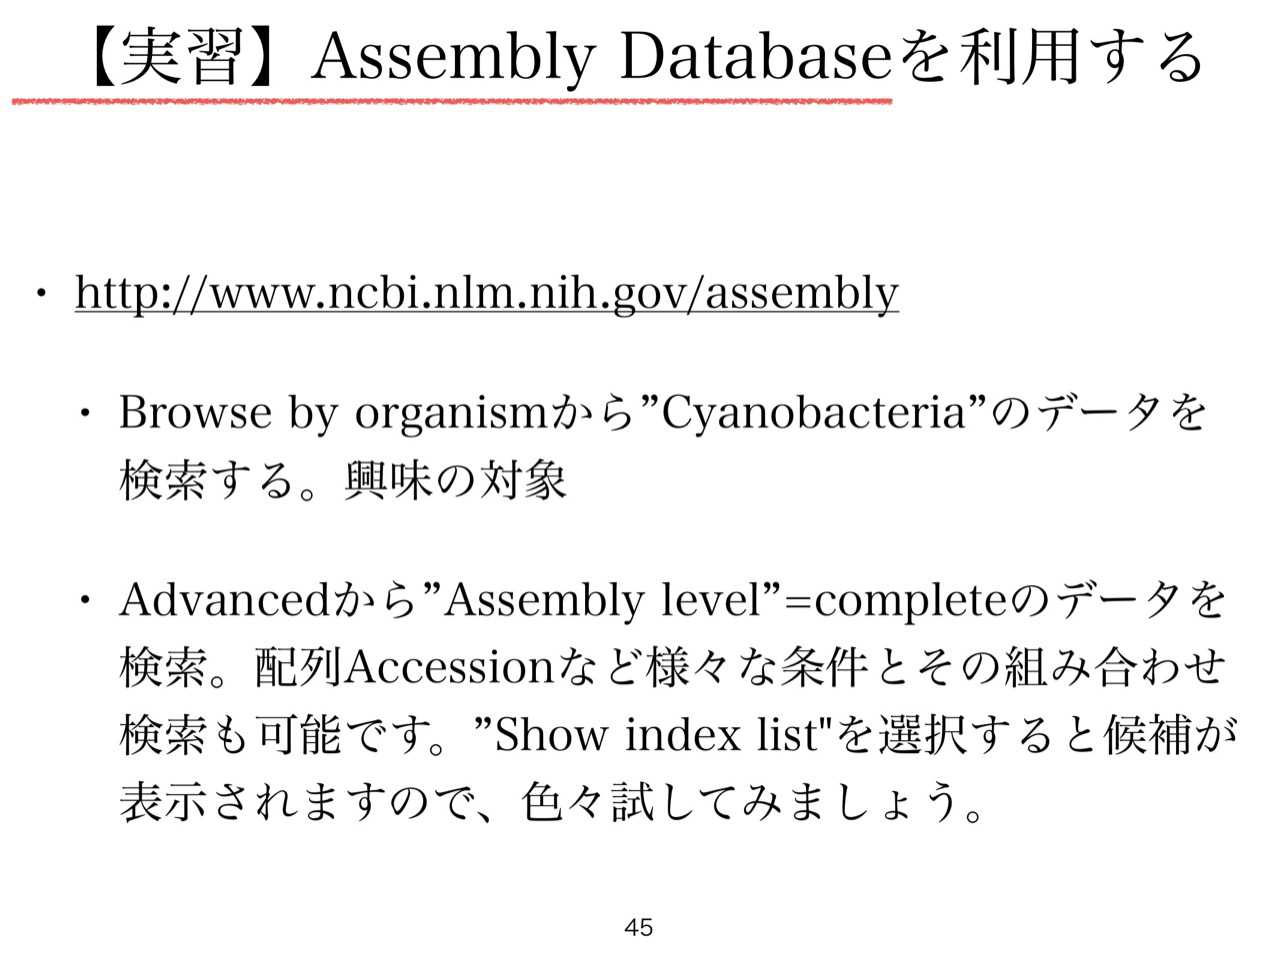 【実習】Assembly Databaseを利用する
・http://www.ncbi.nlm.nih.gov/assembly
・Browse by organismから”Cyanobacteria”のデータを
検索する。興味の対象
・Advancedから”Assembly level”=completeのデータを
検索。配列Accessionなど様々な条件とその組み合わせ
検索も可能です。”Show index list"を選択すると候補が
表示されますので、色々試してみましょう。
45